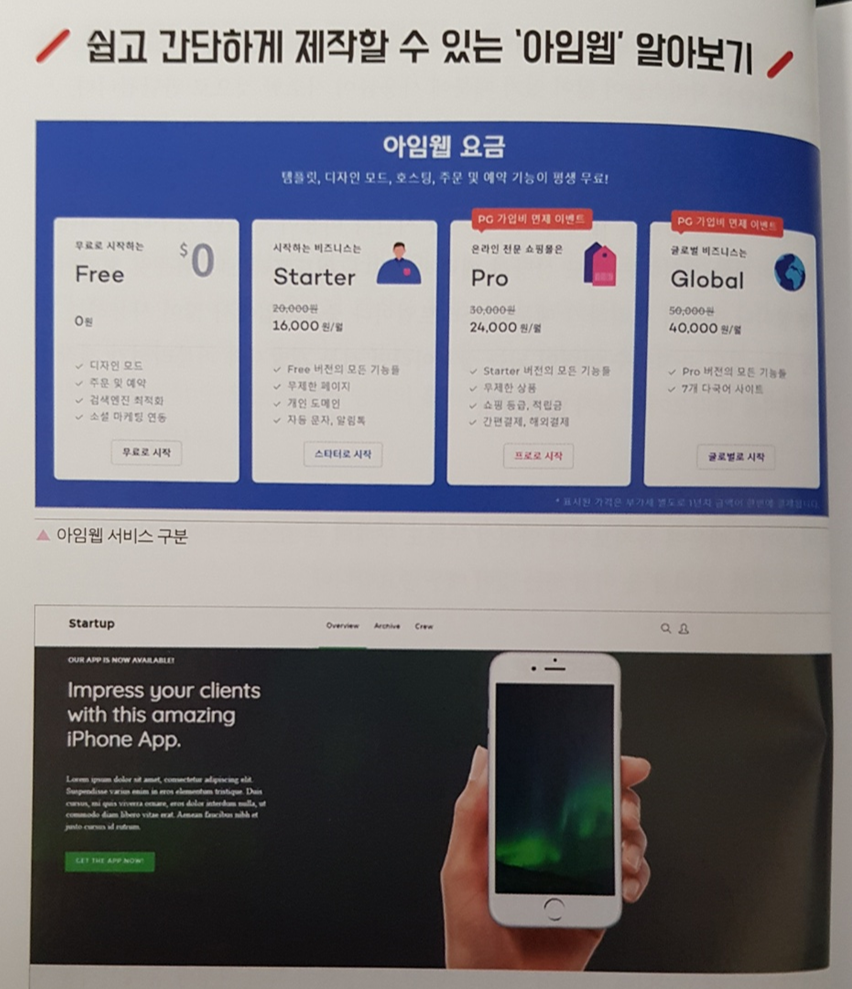 쉽고 간단하게 제작할 수 있는 '아임웹' 알아보기
아임웹 요금
템플릿, 디자인 모드, 호스팅, 주문 및 예약 기능이 평생 무료!
무료로 시작하는
$0
Free
0원
✓ 디자인 모드
✓ 주문 및 예약
✓ 검색엔진 최적화
✓ 소셜 마케팅 연동
무료로 시작
시작하는 비즈니스는
Starter
20,000원
16,000 원/월
✓ Free 버전의 모든 기능들
✓ 무제한 페이지
✓ 개인 도메인
✓ 자동 문자, 알림톡
스타터로 시작
PG 가입비 면제 이벤트
온라인 전문 쇼핑몰은
Pro
30,000원
24,000 원/월
✓ Starter 버전의 모든 기능들
✓ 무제한 상품
✓ 쇼핑 등급, 적립금
✓ 간편결제, 해외결제
프로로 시작
PG 가입비 면제 이벤트
글로벌 비즈니스는
Global
50,000원
40,000 원/월
✓ Pro 버전의 모든 기능들
✓ 7개 다국어 사이트
글로벌로 시작
* 표시된 가격은 부가세 별도로 1년치 금액이 한번에 결제됩니다.
▲ 아임웹 서비스 구분
Startup
Overview Archive Crew
OUR APP IS NOW AVAILABLE!
Impress your clients
with this amazing
iPhone App.
Lorem ipsum dolor sit amet, consectetur adipiscing elit.
Suspendisse varius enim in eros elementum tristique. Duis
cursus, mi quis viverra ornare, eros dolor interdum nulla, ut
commodo diam libero vitae erat. Aenean faucibus nibh et
justo cursus id rutrum.
GET THE APP NOW!